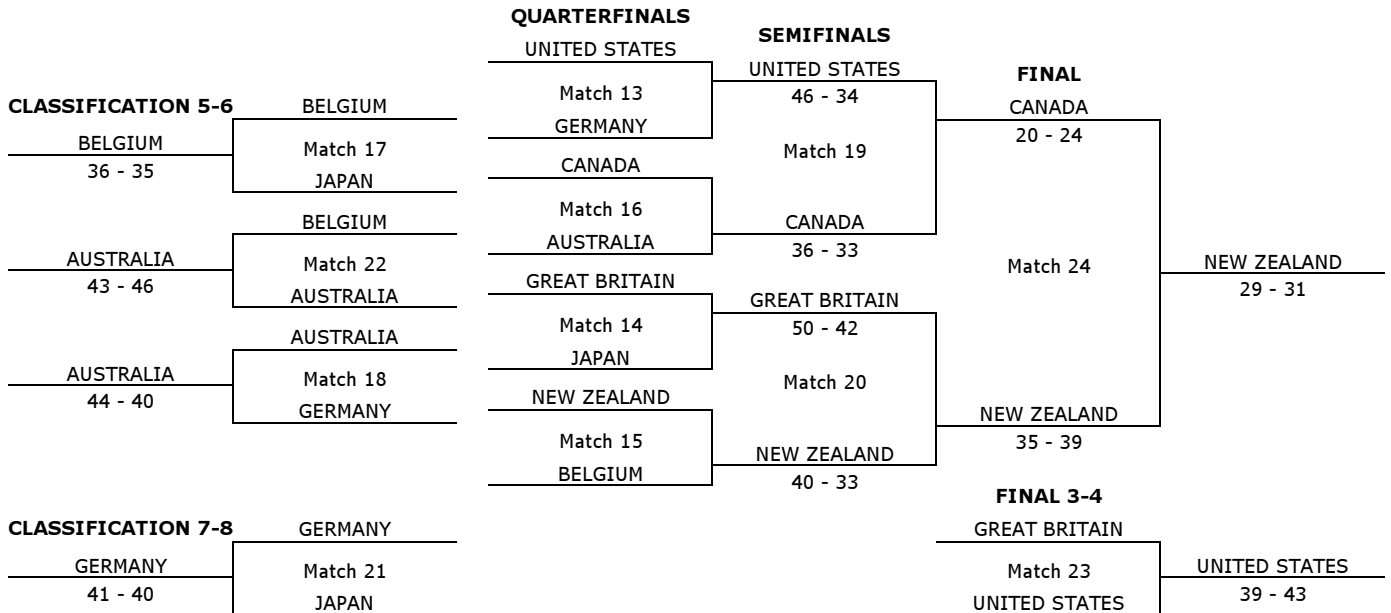 QUARTERFINALS
UNITED STATES
Match 13
GERMANY
CANADA
Match 16
AUSTRALIA
GREAT BRITAIN
Match 14
JAPAN
NEW ZEALAND
Match 15
BELGIUM
SEMIFINALS
UNITED STATES
46 - 34
Match 19
CANADA
36 - 33
GREAT BRITAIN
50 - 42
Match 20
NEW ZEALAND
40 - 33
FINAL
CANADA
20 - 24
Match 24
NEW ZEALAND
35 - 39
NEW ZEALAND
29 - 31
FINAL 3-4
GREAT BRITAIN
Match 23
UNITED STATES
UNITED STATES
39 - 43
CLASSIFICATION 5-6
BELGIUM
Match 17
JAPAN
BELGIUM
36 - 35
BELGIUM
Match 22
AUSTRALIA
AUSTRALIA
43 - 46
AUSTRALIA
Match 18
GERMANY
AUSTRALIA
44 - 40
CLASSIFICATION 7-8
GERMANY
Match 21
JAPAN
GERMANY
41 - 40